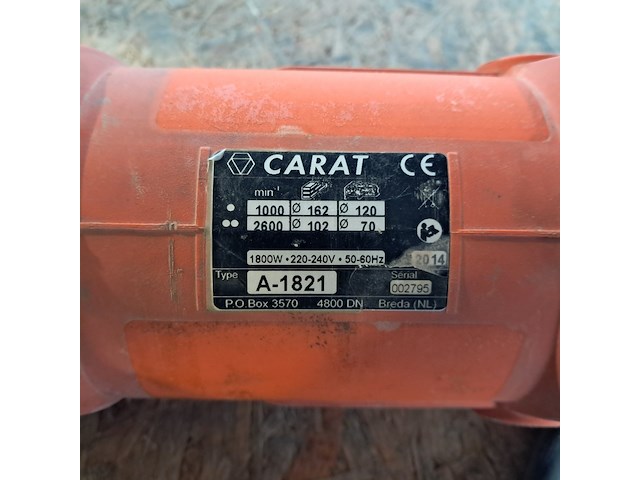 CARAT CE
min-1
1000 Ø 162 Ø 120
2600 Ø 102 Ø 70
1800W • 220-240V • 50-60Hz 2014
Type A-1821 Serial 002795
P.O.Box 3570 4800 DN Breda (NL)